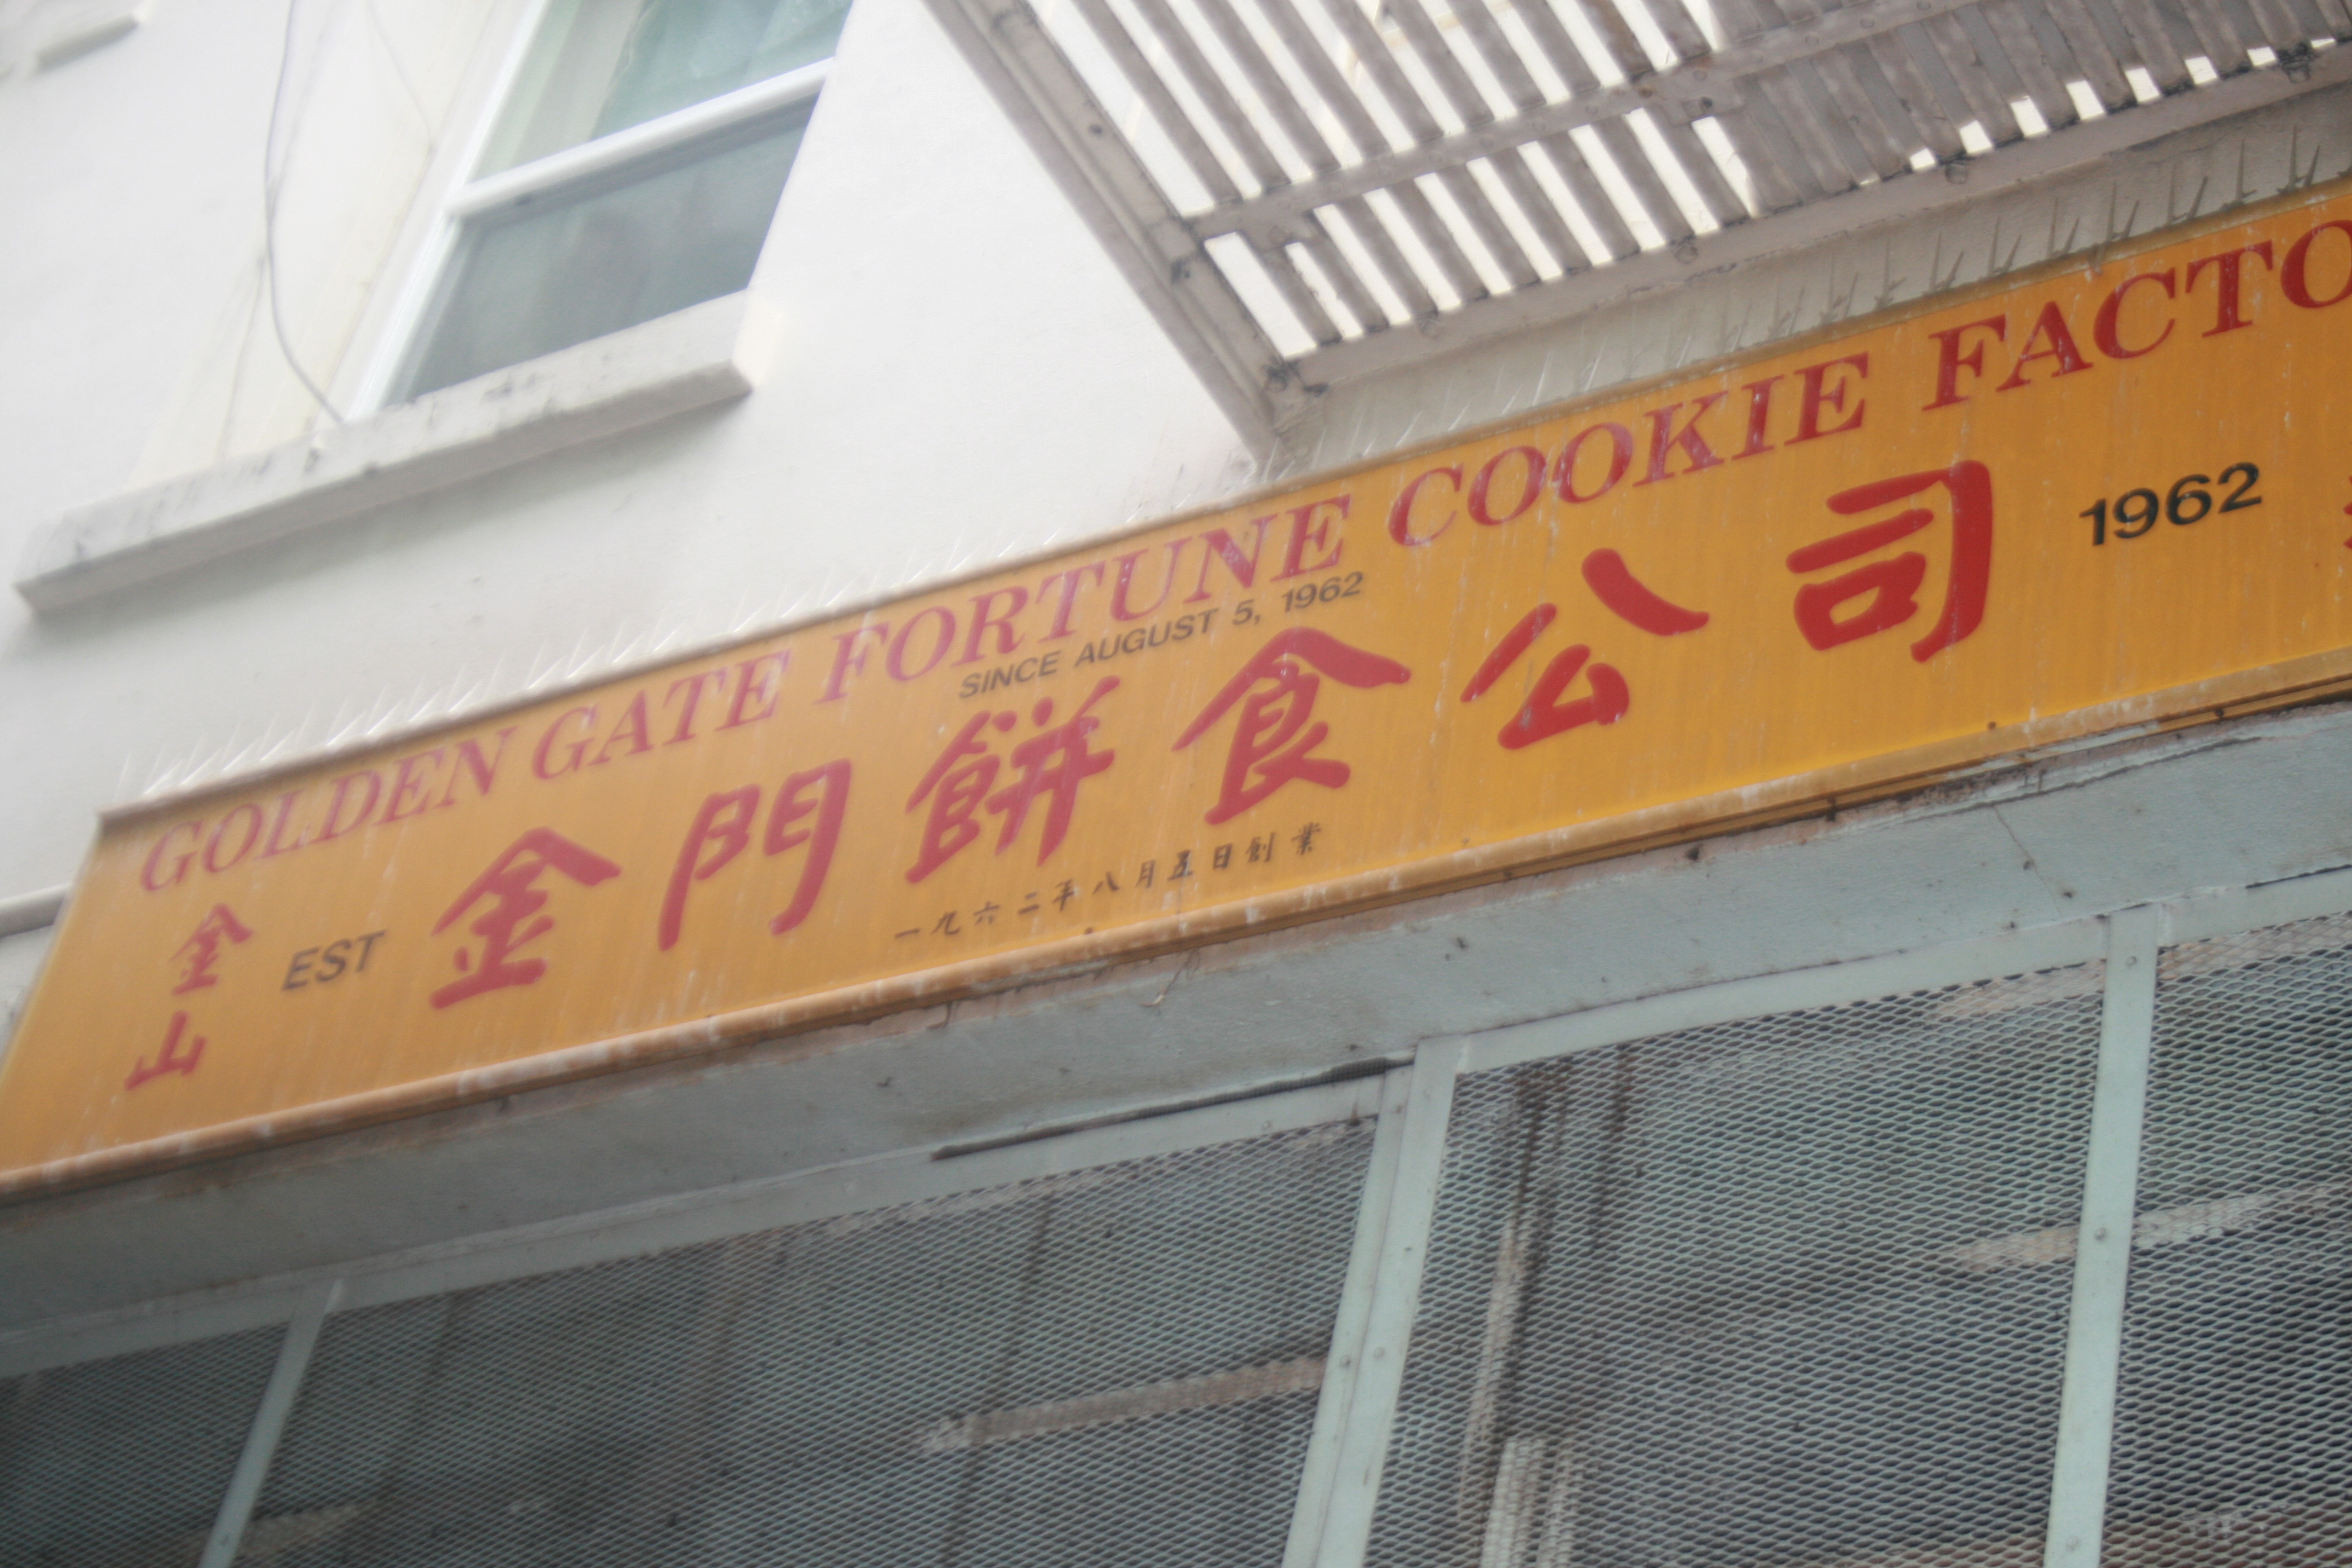 GOLDEN GATE FORTUNE COOKIE FACTO
SINCE AUGUST 5, 1962
金山
EST
金門餅食公司
1962
一九六二年八月五日創業